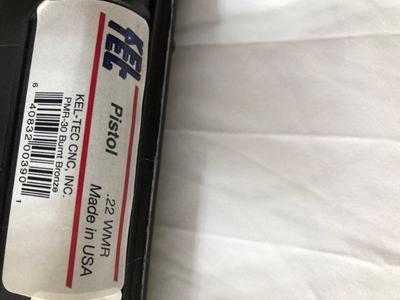 KEL
TEC
Pistol
.22 WMR
Made in USA
KEL-TEC CNC, INC.
PMR-30 Burnt Bronze
6 40832 00390 1